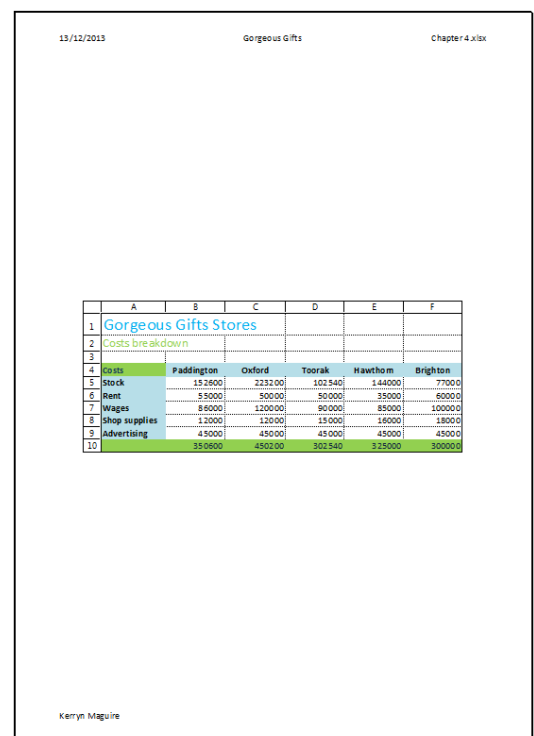 13/12/2013 Gorgeous Gifts Chapter 4.xlsx
A B C D E F
1 Gorgeous Gifts Stores
2 Costs breakdown
3
4 Costs Paddington Oxford Toorak Hawthorn Brighton
5 Stock 152600 223200 102540 144000 77000
6 Rent 55000 50000 50000 35000 60000
7 Wages 86000 120000 90000 85000 100000
8 Shop supplies 12000 12000 15000 16000 18000
9 Advertising 45000 45000 45000 45000 45000
10 350600 450200 302540 325000 300000
Kerryn Maguire